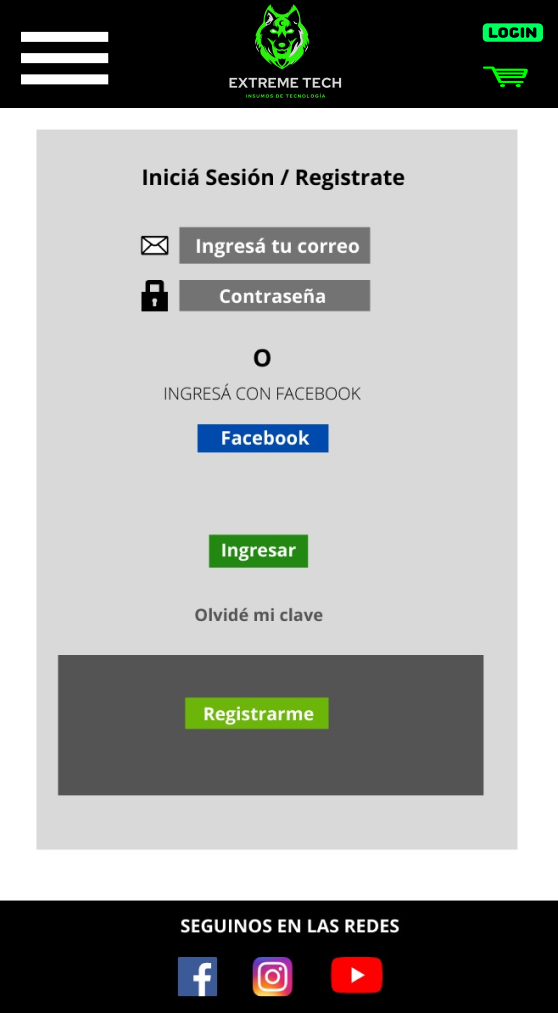 LOGIN
EXTREME TECH
INSUMOS DE TECNOLOGÍA
Iniciá Sesión / Registrate
Ingresá tu correo
Contraseña
O
INGRESÁ CON FACEBOOK
Facebook
Ingresar
Olvidé mi clave
Registrarme
SEGUINOS EN LAS REDES